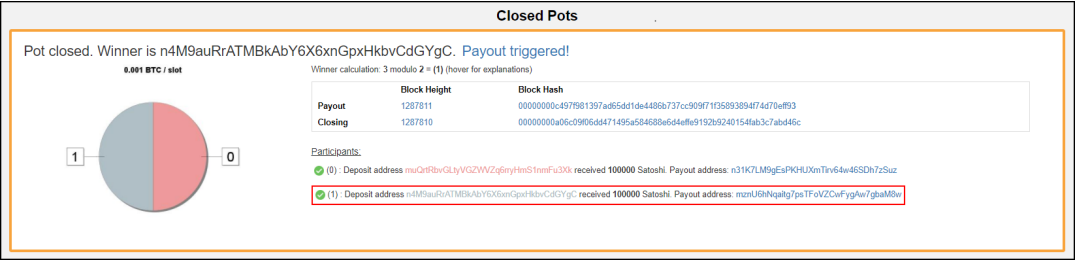 Closed Pots
Pot closed. Winner is n4M9auRrATMBkAbY6X6xnGpxHkbvCdGYgC. Payout triggered!
0.001 BTC / slot
1
0
Winner calculation: 3 modulo 2 = (1) (hover for explanations)
Block Height Block Hash
Payout 1287811 00000000c497f981397ad65dd1de4486b737cc909f71f35893894f74d70eff93
Closing 1287810 00000000a06c09f06dd471495a584688e6d4effe9192b9240154fab3c7abd46c
Participants:
(0) : Deposit address muQrtRbvGLtyVGZWVZq6nyHmS1nmFu3Xk received 100000 Satoshi. Payout address: n31K7LM9gEsPKHUXmTirv64w46SDh7zSuz
(1) : Deposit address n4M9auRrATMBkAbY6X6xnGpxHkbvCdGYgC received 100000 Satoshi. Payout address: mznU6hNqaitg7psTFoVZCwFygAw7gbaM8w